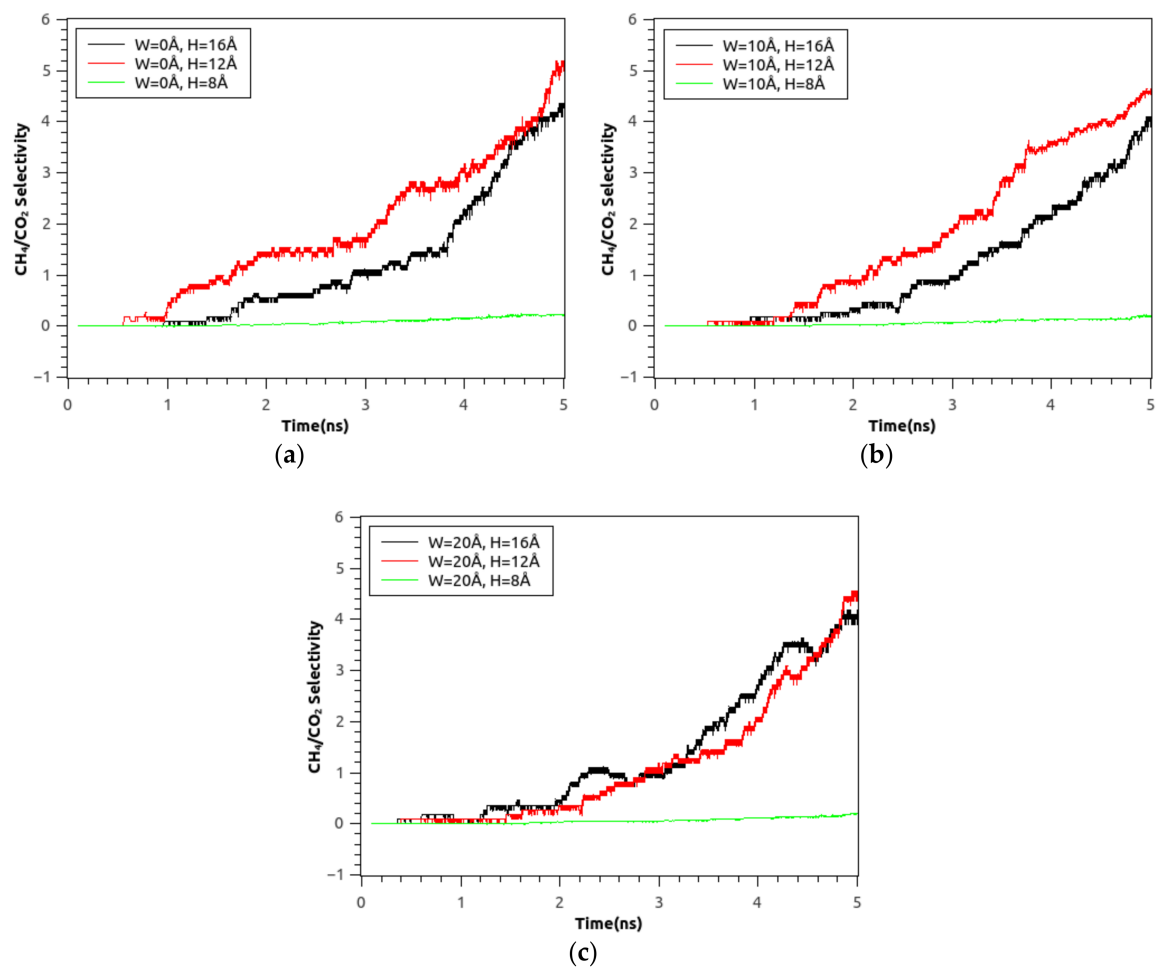 W=0Å, H=16Å
W=0Å, H=12Å
W=0Å, H=8Å
CH₄/CO₂ Selectivity
6
5
4
3
2
1
0
−1
0 1 2 3 4 5
Time(ns)
(a)
W=10Å, H=16Å
W=10Å, H=12Å
W=10Å, H=8Å
CH₄/CO₂ Selectivity
6
5
4
3
2
1
0
−1
0 1 2 3 4 5
Time(ns)
(b)
W=20Å, H=16Å
W=20Å, H=12Å
W=20Å, H=8Å
CH₄/CO₂ Selectivity
6
5
4
3
2
1
0
−1
0 1 2 3 4 5
Time(ns)
(c)